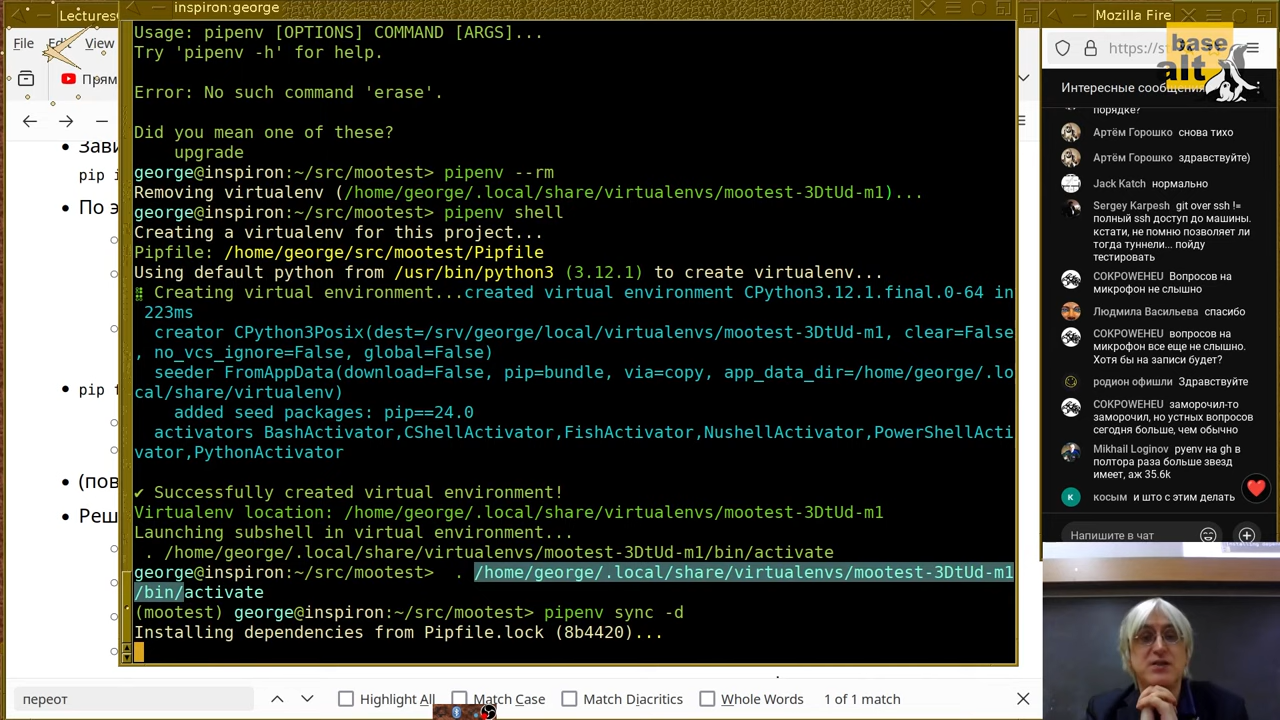 Lectures
inspiron:george
Mozilla Fire
File
Edit
View
Прям
Зави
pip i
По э
pip f
(пов
Реш
Usage: pipenv [OPTIONS] COMMAND [ARGS]...
Try 'pipenv -h' for help.
Error: No such command 'erase'.
Did you mean one of these?
upgrade
george@inspiron:~/src/mootest> pipenv --rm
Removing virtualenv (/home/george/.local/share/virtualenvs/mootest-3DtUd-m1)...
george@inspiron:~/src/mootest> pipenv shell
Creating a virtualenv for this project...
Pipfile: /home/george/src/mootest/Pipfile
Using default python from /usr/bin/python3 (3.12.1) to create virtualenv...
⠿ Creating virtual environment...created virtual environment CPython3.12.1.final.0-64 in
223ms
creator CPython3Posix(dest=/srv/george/local/virtualenvs/mootest-3DtUd-m1, clear=False
, no_vcs_ignore=False, global=False)
seeder FromAppData(download=False, pip=bundle, via=copy, app_data_dir=/home/george/.lo
cal/share/virtualenv)
added seed packages: pip==24.0
activators BashActivator,CShellActivator,FishActivator,NushellActivator,PowerShellActi
vator,PythonActivator
✔ Successfully created virtual environment!
Virtualenv location: /home/george/.local/share/virtualenvs/mootest-3DtUd-m1
Launching subshell in virtual environment...
. /home/george/.local/share/virtualenvs/mootest-3DtUd-m1/bin/activate
george@inspiron:~/src/mootest>  . /home/george/.local/share/virtualenvs/mootest-3DtUd-m1
/bin/activate
(mootest) george@inspiron:~/src/mootest> pipenv sync -d
Installing dependencies from Pipfile.lock (8b4420)...
https://s
base
alt
Интересные сообщения
порядке?
Артём Горошко снова тихо
Артём Горошко здравствуйте)
Jack Katch нормально
Sergey Karpesh git over ssh !=
полный ssh доступ до машины.
кстати, не помню позволяет ли
тогда туннели... пойду
тестировать
COKPOWEHEU Вопросов на
микрофон не слышно
Людмила Васильева спасибо
COKPOWEHEU вопросов на
микрофон все еще не слышно.
Хотя бы на записи будет?
родион офишли Здравствуйте
COKPOWEHEU заморочил-то
заморочил, но устных вопросов
сегодня больше, чем обычно
Mikhail Loginov pyenv на gh в
полтора раза больше звезд
имеет, аж 35.6k
К
косым и што с этим делать
Напишите в чат
переот
Highlight All
Match Case
Match Diacritics
Whole Words
1 of 1 match